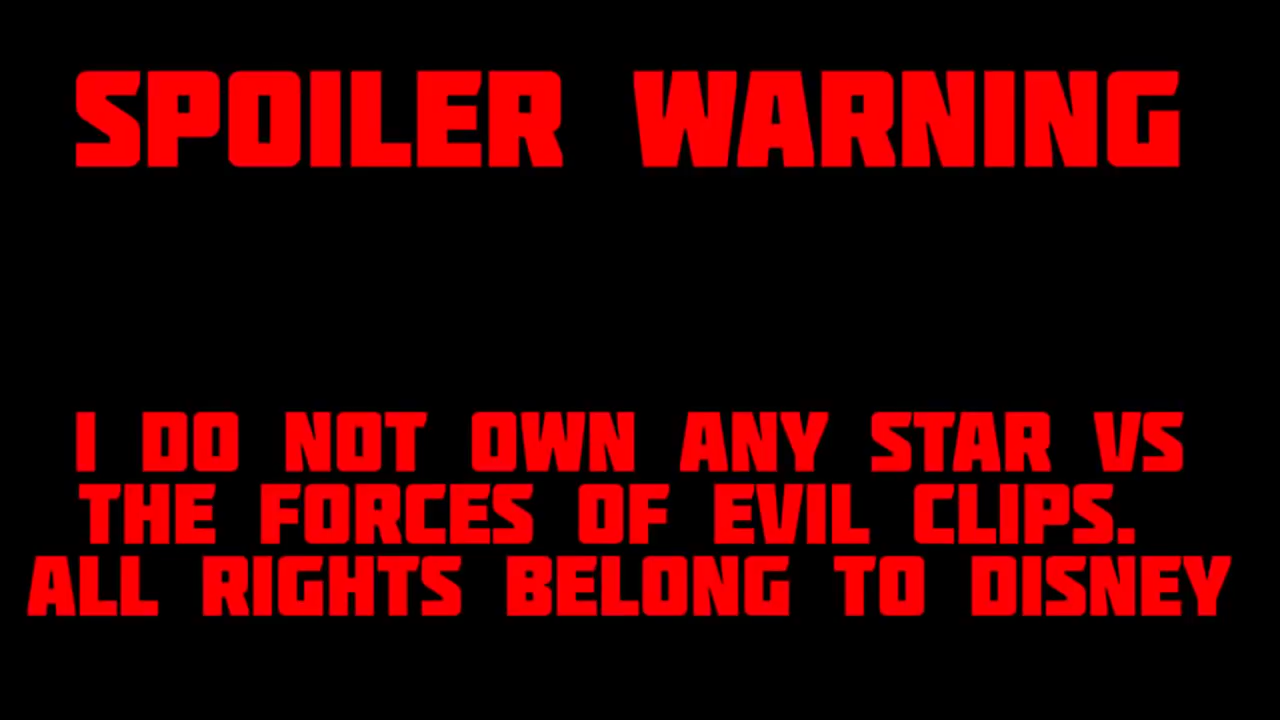 SPOILER WARNING
I DO NOT OWN ANY STAR VS
THE FORCES OF EVIL CLIPS.
ALL RIGHTS BELONG TO DISNEY